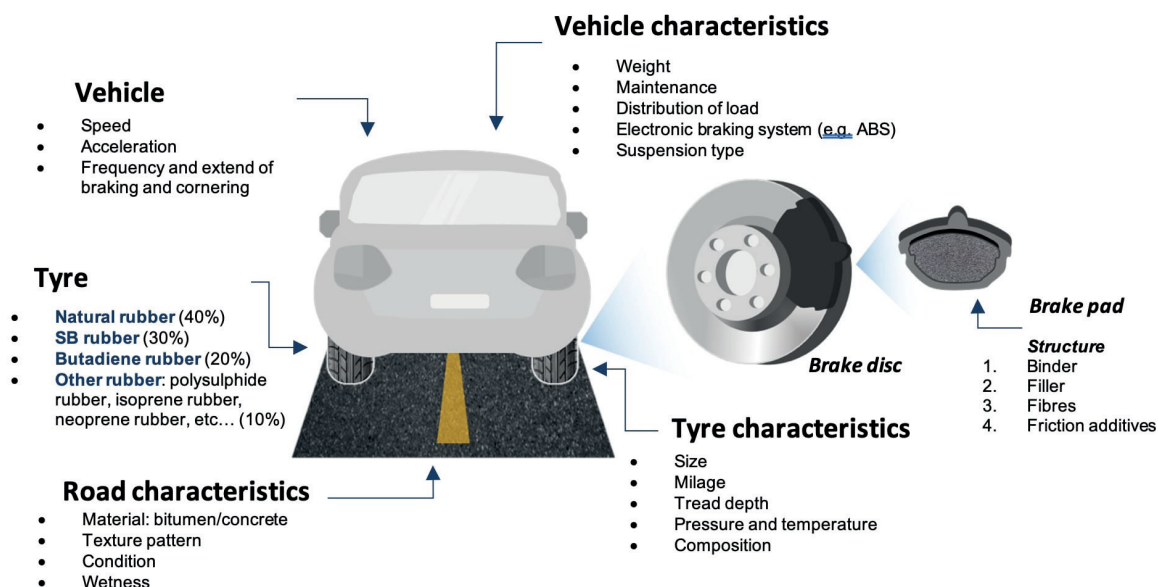 Vehicle characteristics
• Weight
• Maintenance
• Distribution of load
• Electronic braking system (e.g. ABS)
• Suspension type
Vehicle
• Speed
• Acceleration
• Frequency and extend of
braking and cornering
Tyre
• Natural rubber (40%)
• SB rubber (30%)
• Butadiene rubber (20%)
• Other rubber: polysulphide
rubber, isoprene rubber,
neoprene rubber, etc... (10%)
Brake disc
Brake pad
Structure
1. Binder
2. Filler
3. Fibres
4. Friction additives
Tyre characteristics
• Size
• Milage
• Tread depth
• Pressure and temperature
• Composition
Road characteristics
• Material: bitumen/concrete
• Texture pattern
• Condition
• Wetness